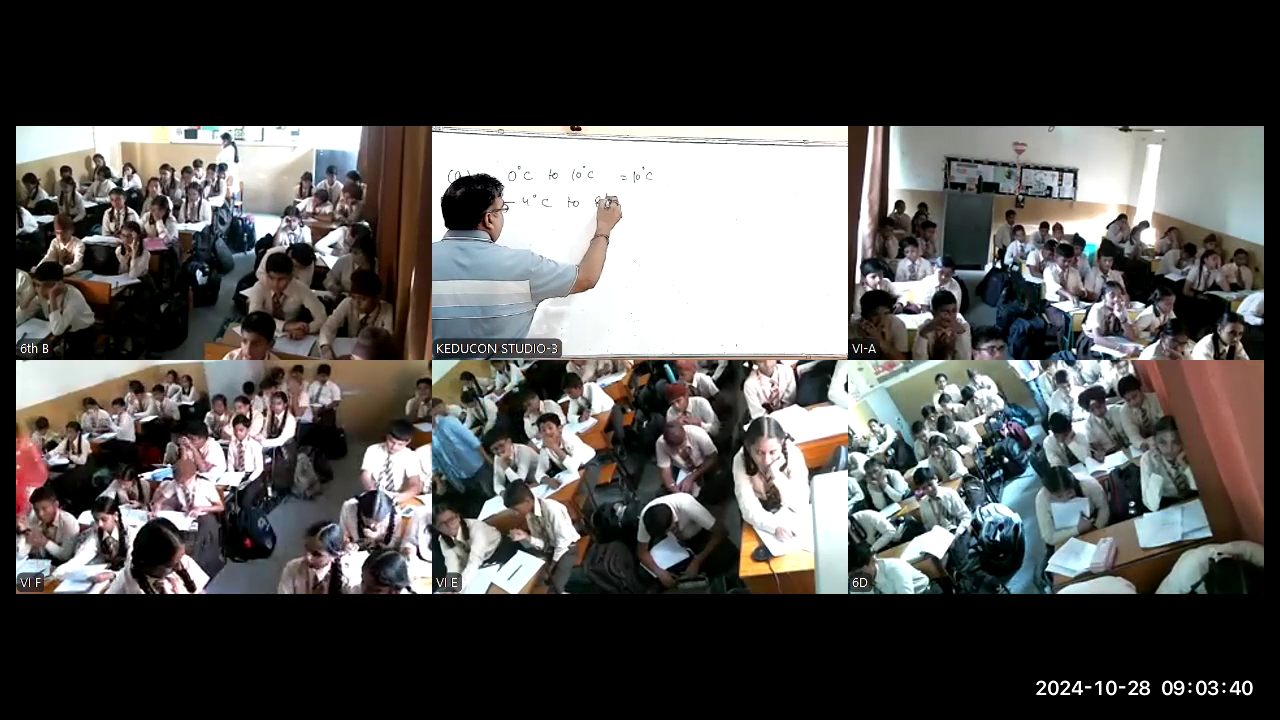 (a) 0°C to 10°C = 10°C
- 4°C to
6th B
KEDUCON STUDIO-3
VI-A
VI F
VI E
6D
2024-10-28 09:03:40